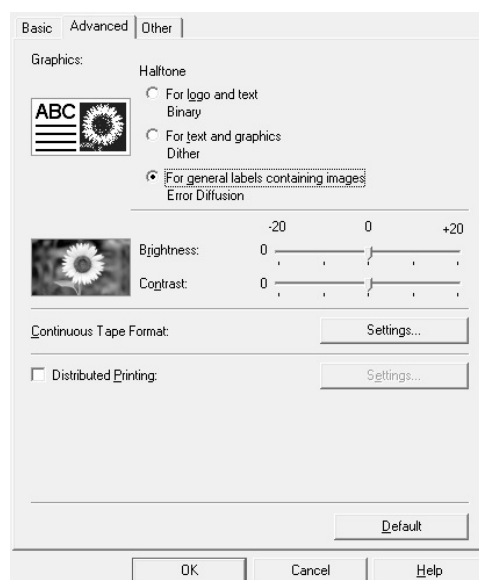 Basic Advanced Other
Graphics:
Halftone
ABC
For logo and text
Binary
For text and graphics
Dither
For general labels containing images
Error Diffusion
-20 0 +20
Brightness: 0
Contrast: 0
Continuous Tape Format: Settings...
Distributed Printing: Settings...
Default
OK Cancel Help